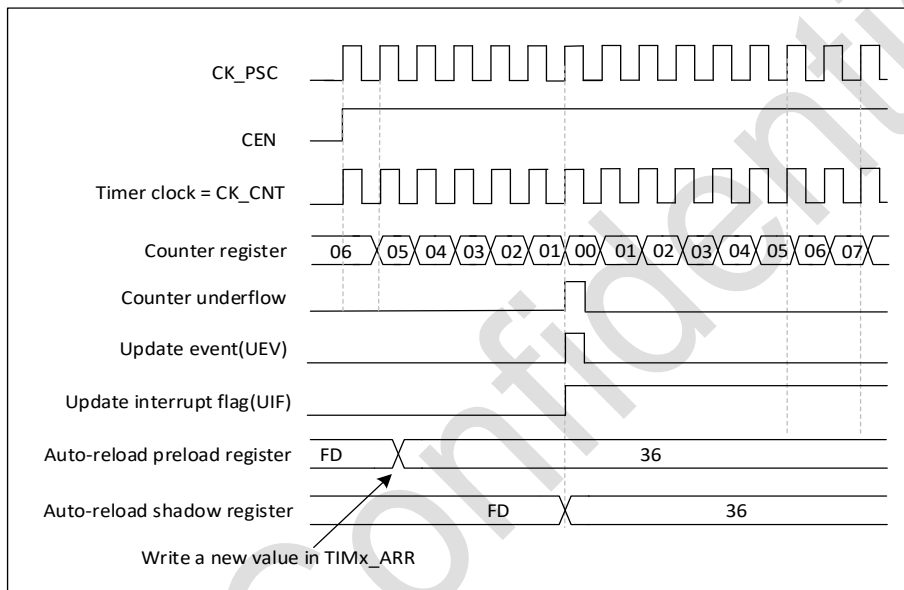 CK_PSC
CEN
Timer clock = CK_CNT
Counter register 06 05 04 03 02 01 00 01 02 03 04 05 06 07
Counter underflow
Update event(UEV)
Update interrupt flag(UIF)
Auto-reload preload register FD 36
Auto-reload shadow register FD 36
Write a new value in TIMx_ARR